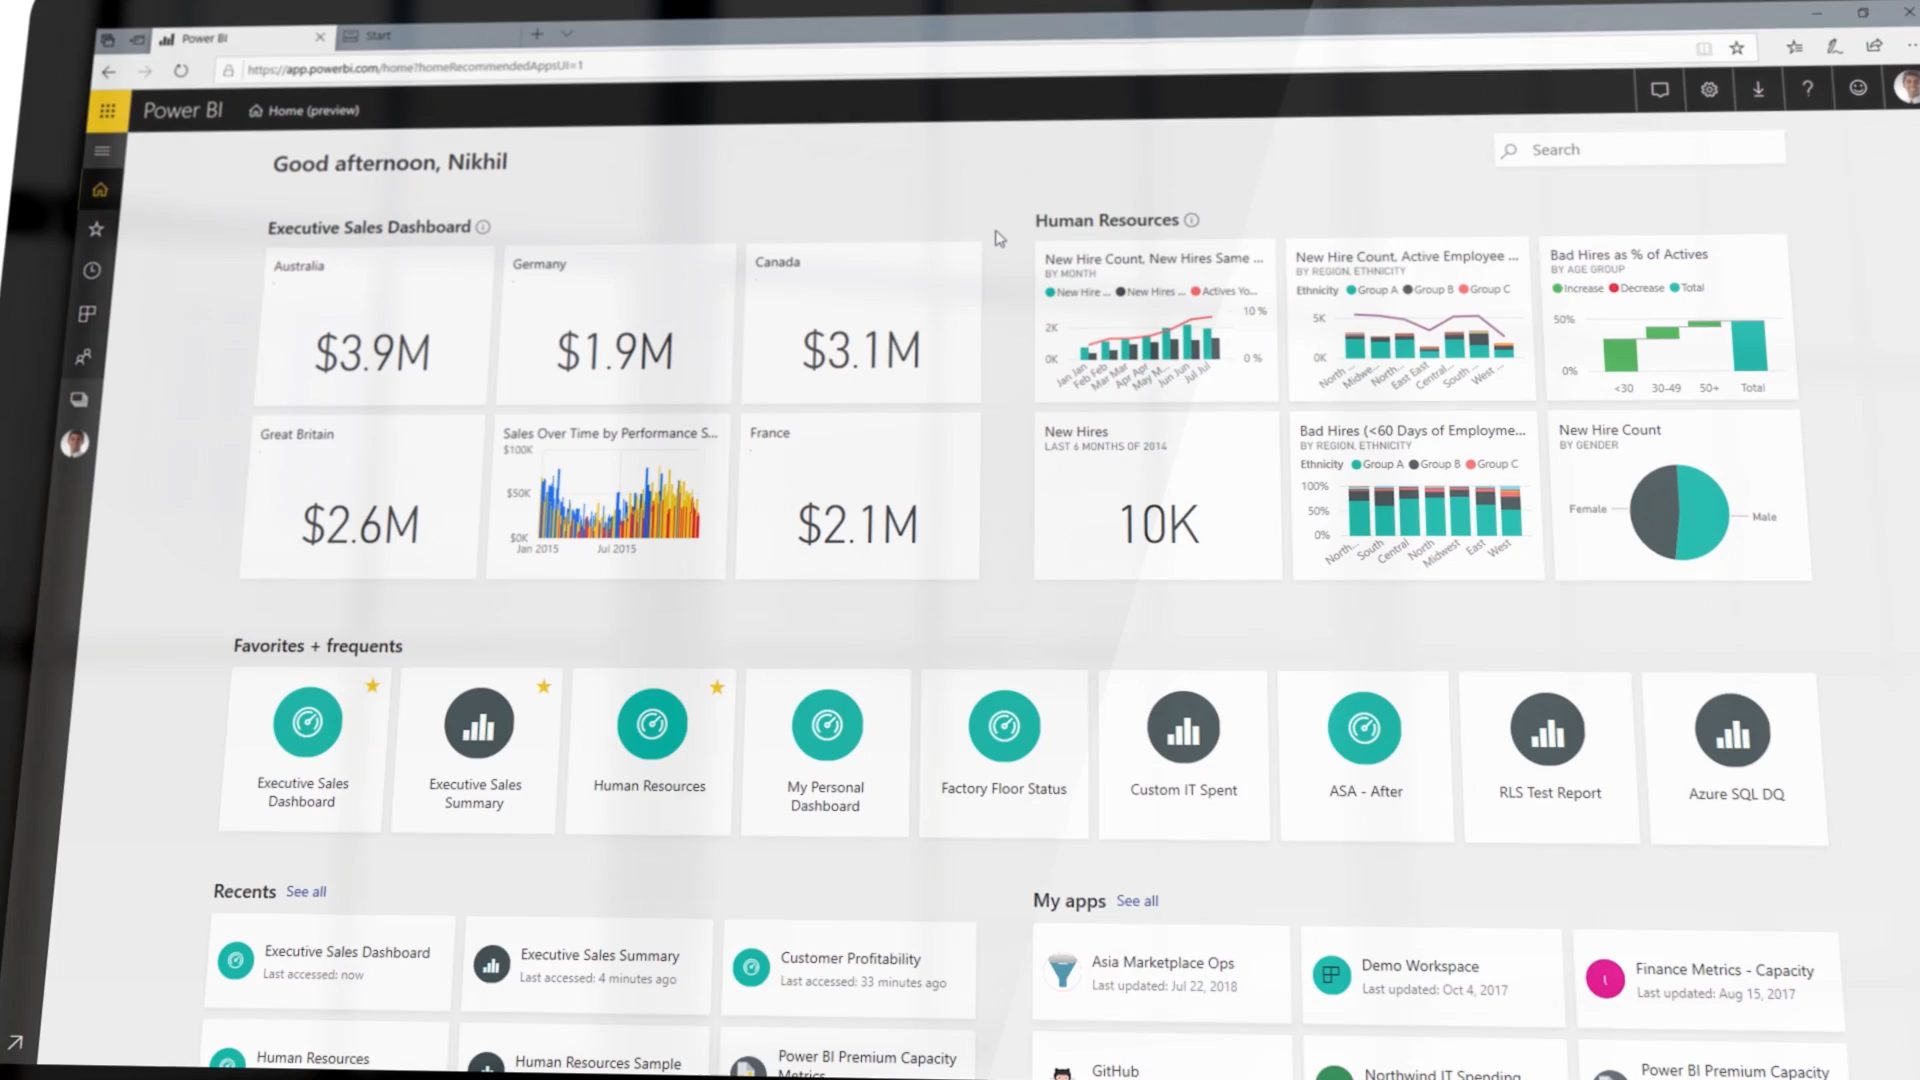 Power BI
Start
https://app.powerbi.com/home?homeRecommendedAppsUI=1
Power BI
Home (preview)
Good afternoon, Nikhil
Search
Executive Sales Dashboard
Australia
$3.9M
Germany
$1.9M
Canada
$3.1M
Great Britain
$2.6M
Sales Over Time by Performance S...
$100K
$50K
$0K
Jan 2015
Jul 2015
France
$2.1M
Human Resources
New Hire Count, New Hires Same ...
BY MONTH
New Hire ... New Hires ... Actives Yo...
10 %
2K
0K
0 %
Jan Jan
Feb Feb
Mar Mar
Apr Apr
May M...
Jun Jun
Jul Jul
New Hire Count, Active Employee ...
BY REGION, ETHNICITY
Ethnicity Group A Group B Group C
5K
0K
North ...
Midwe...
North...
East East
Central...
South ...
West ...
Bad Hires as % of Actives
BY AGE GROUP
Increase Decrease Total
50%
0%
<30 30-49 50+ Total
New Hires
LAST 6 MONTHS OF 2014
10K
Bad Hires (<60 Days of Employme...
BY REGION, ETHNICITY
Ethnicity Group A Group B Group C
100%
50%
0%
North...
South
Central
North
Midwest
East
West
New Hire Count
BY GENDER
Female
Male
Favorites + frequents
Executive Sales
Dashboard
Executive Sales
Summary
Human Resources
My Personal
Dashboard
Factory Floor Status
Custom IT Spent
ASA - After
RLS Test Report
Azure SQL DQ
Recents See all
Executive Sales Dashboard
Last accessed: now
Executive Sales Summary
Last accessed: 4 minutes ago
Customer Profitability
Last accessed: 33 minutes ago
Human Resources
Human Resources Sample
Power BI Premium Capacity
Metrics
My apps See all
Asia Marketplace Ops
Last updated: Jul 22, 2018
Demo Workspace
Last updated: Oct 4, 2017
Finance Metrics - Capacity
Last updated: Aug 15, 2017
GitHub
Northwind IT Spending
Power BI Premium Capacity